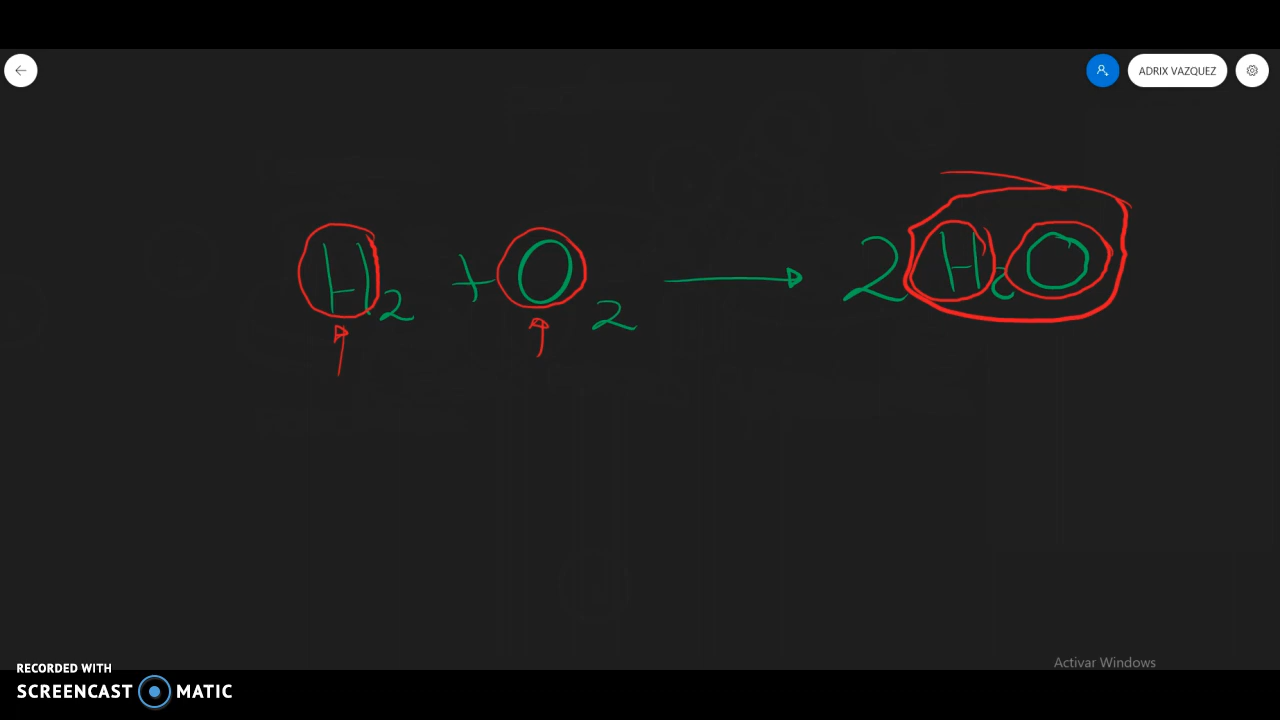 ADRIX VAZQUEZ
H₂ + O₂ → 2H₂O
Activar Windows
RECORDED WITH
SCREENCAST MATIC